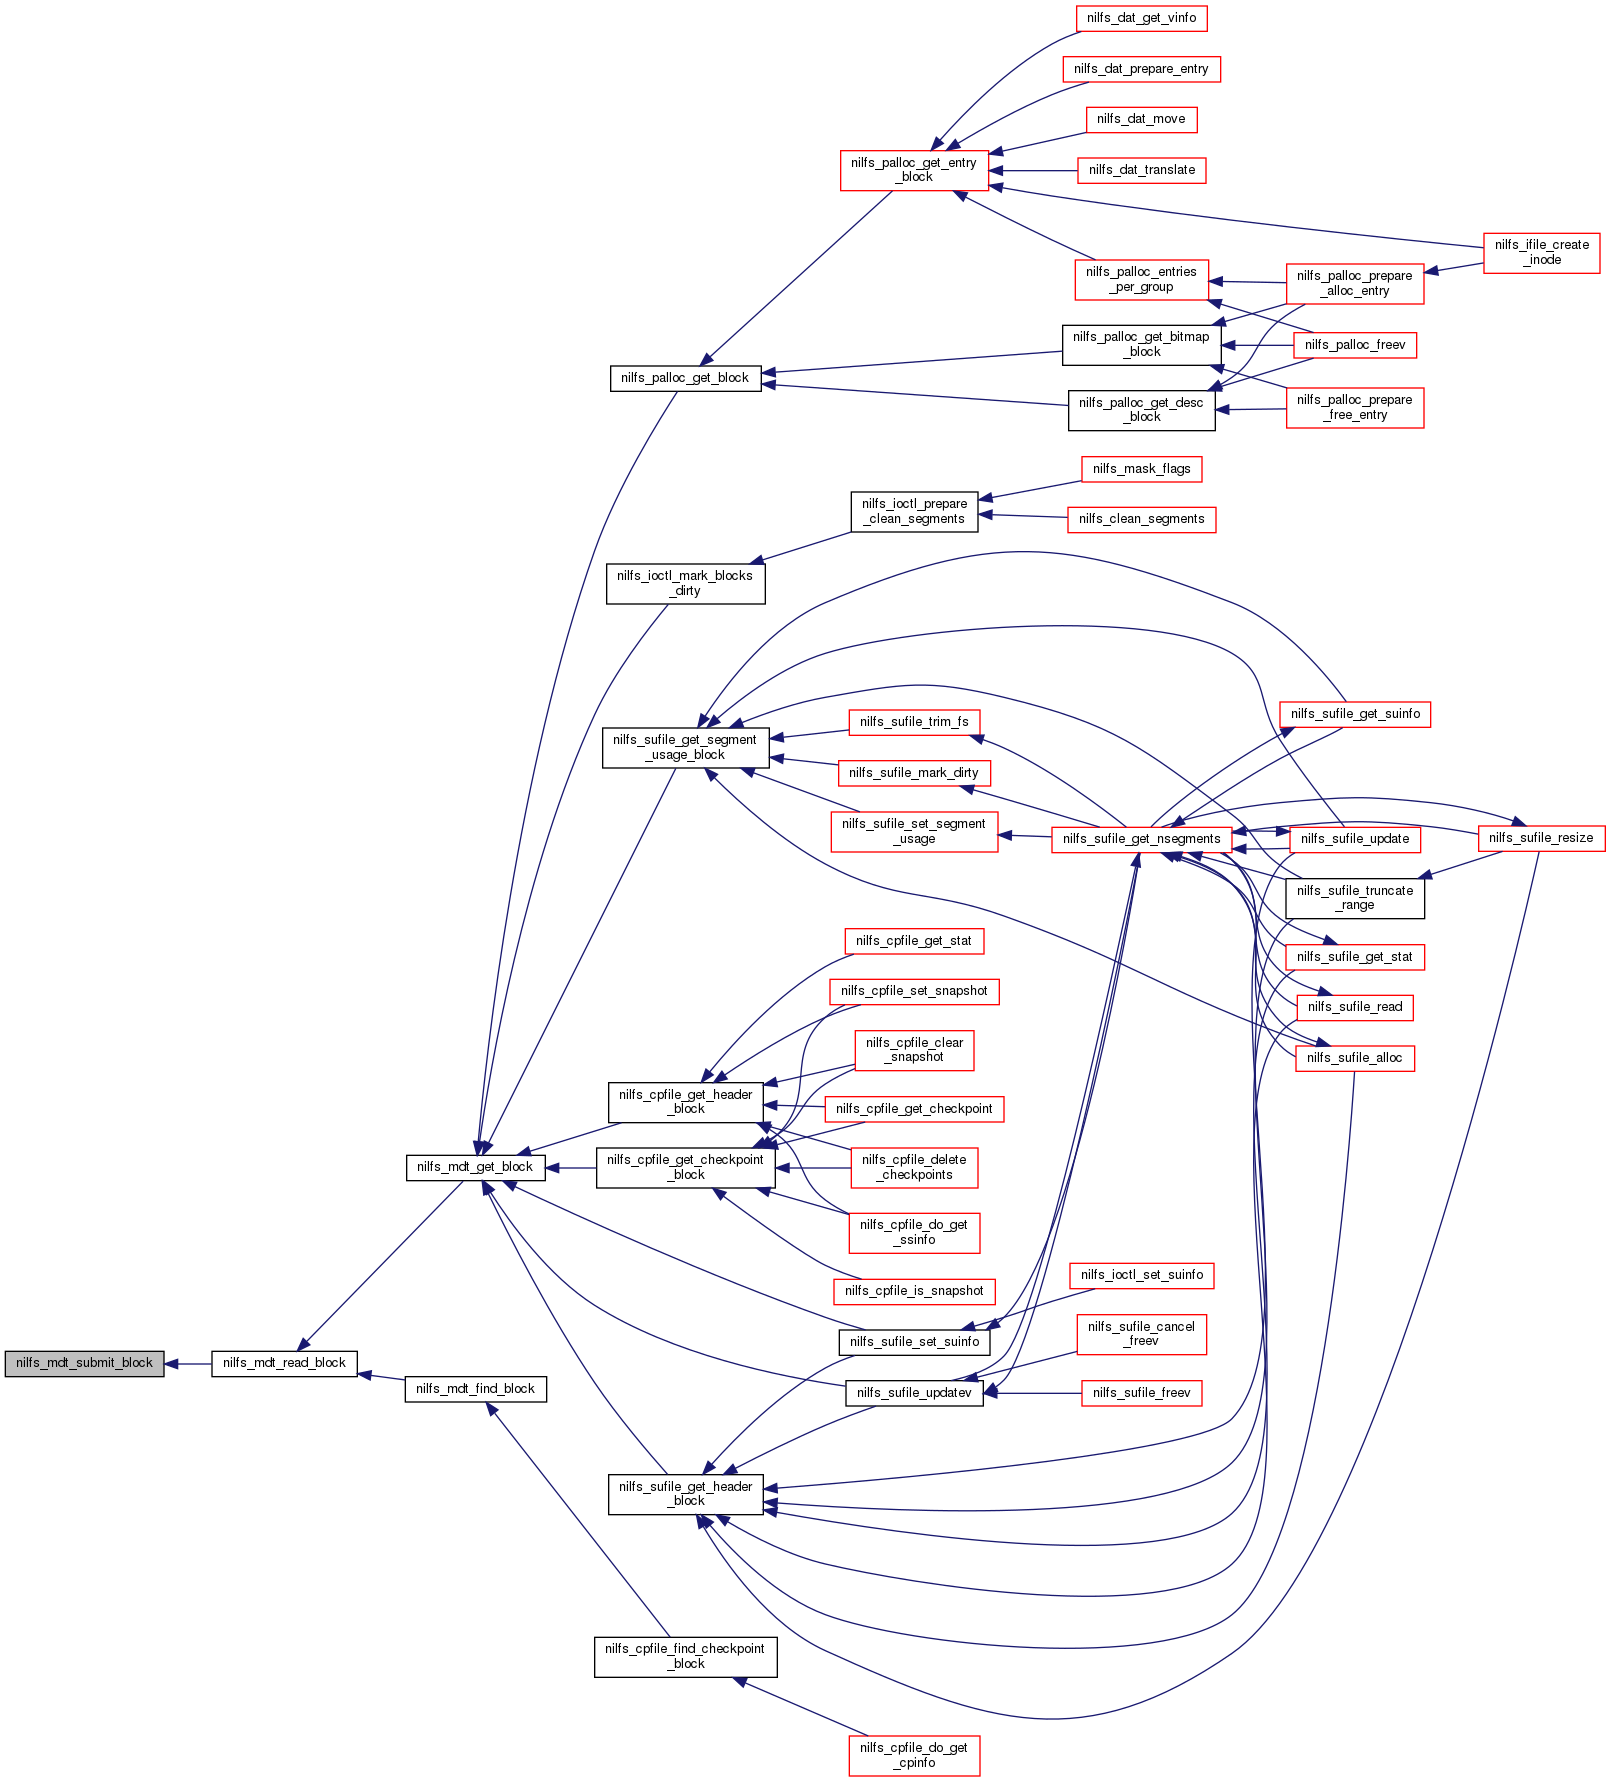 nilfs_dat_get_vinfo
nilfs_dat_prepare_entry
nilfs_dat_move
nilfs_palloc_get_entry
_block
nilfs_dat_translate
nilfs_ifile_create
_inode
nilfs_palloc_entries
_per_group
nilfs_palloc_prepare
_alloc_entry
nilfs_palloc_get_bitmap
_block
nilfs_palloc_freev
nilfs_palloc_get_block
nilfs_palloc_get_desc
_block
nilfs_palloc_prepare
_free_entry
nilfs_mask_flags
nilfs_ioctl_prepare
_clean_segments
nilfs_clean_segments
nilfs_ioctl_mark_blocks
_dirty
nilfs_sufile_get_segment
_usage_block
nilfs_sufile_trim_fs
nilfs_sufile_get_suinfo
nilfs_sufile_mark_dirty
nilfs_sufile_set_segment
_usage
nilfs_sufile_get_nsegments
nilfs_sufile_update
nilfs_sufile_resize
nilfs_sufile_truncate
_range
nilfs_cpfile_get_stat
nilfs_sufile_get_stat
nilfs_cpfile_set_snapshot
nilfs_sufile_read
nilfs_cpfile_clear
_snapshot
nilfs_sufile_alloc
nilfs_cpfile_get_header
_block
nilfs_cpfile_get_checkpoint
nilfs_mdt_get_block
nilfs_cpfile_get_checkpoint
_block
nilfs_cpfile_delete
_checkpoints
nilfs_cpfile_do_get
_ssinfo
nilfs_cpfile_is_snapshot
nilfs_ioctl_set_suinfo
nilfs_sufile_set_suinfo
nilfs_sufile_cancel
_freev
nilfs_mdt_submit_block
nilfs_mdt_read_block
nilfs_mdt_find_block
nilfs_sufile_updatev
nilfs_sufile_freev
nilfs_sufile_get_header
_block
nilfs_cpfile_find_checkpoint
_block
nilfs_cpfile_do_get
_cpinfo